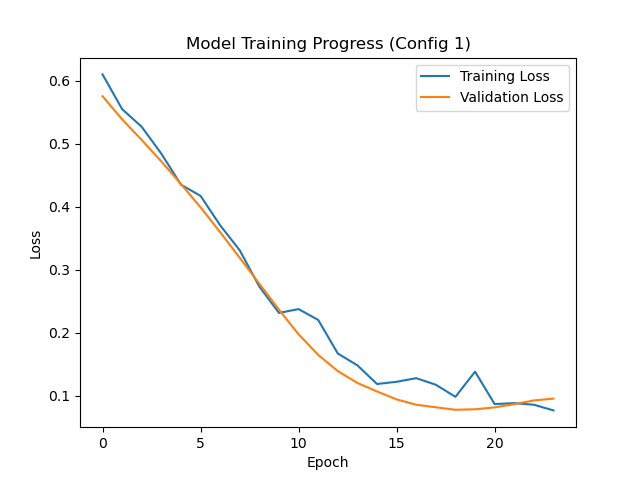 Model Training Progress (Config 1)
Training Loss
Validation Loss
Loss
0.6
0.5
0.4
0.3
0.2
0.1
0 5 10 15 20
Epoch